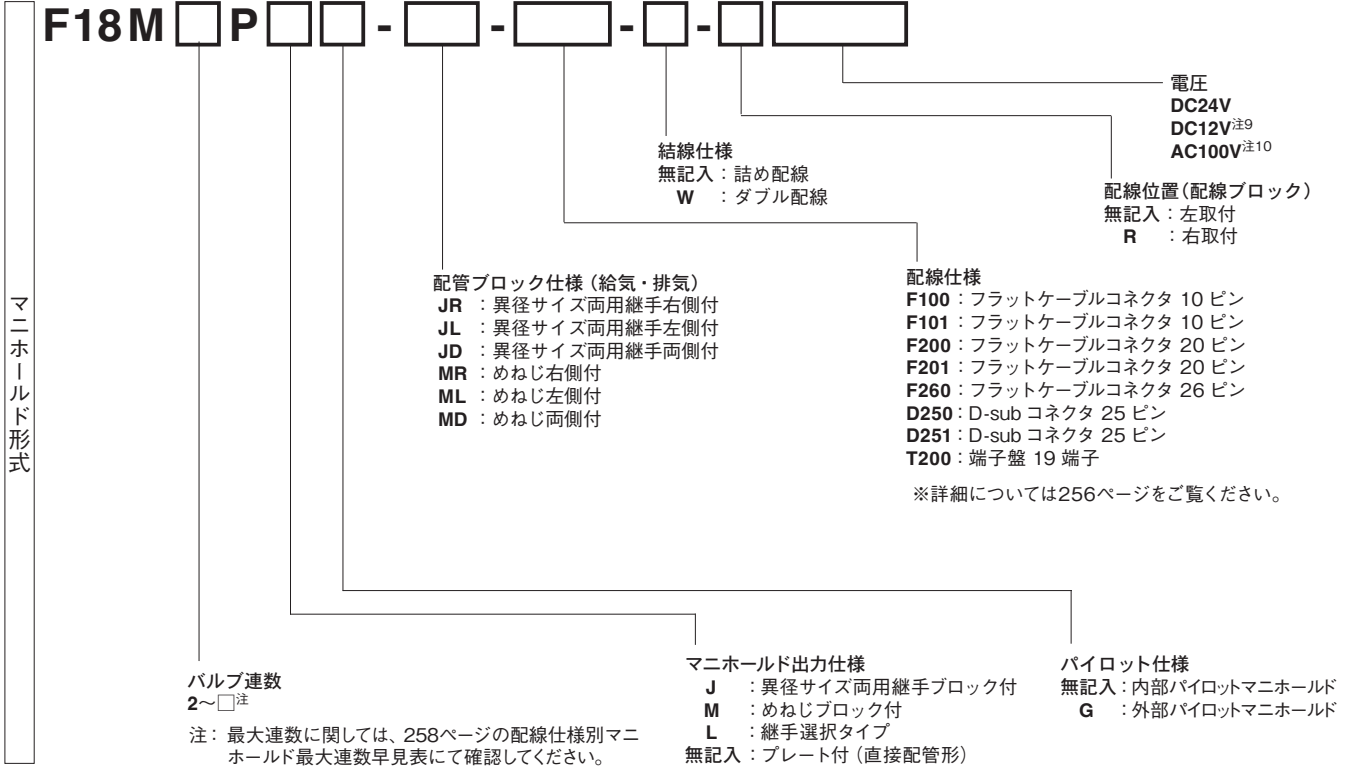 F18M□P□□-□-□-□-□□
マニホールド形式
電圧
DC24V
DC12V注9
AC100V注10
結線仕様
無記入：詰め配線
W ：ダブル配線
配線位置（配線ブロック）
無記入：左取付
R ：右取付
配管ブロック仕様（給気・排気）
JR ：異径サイズ両用継手右側付
JL ：異径サイズ両用継手左側付
JD ：異径サイズ両用継手両側付
MR ：めねじ右側付
ML ：めねじ左側付
MD ：めねじ両側付
配線仕様
F100：フラットケーブルコネクタ 10 ピン
F101：フラットケーブルコネクタ 10 ピン
F200：フラットケーブルコネクタ 20 ピン
F201：フラットケーブルコネクタ 20 ピン
F260：フラットケーブルコネクタ 26 ピン
D250：D-sub コネクタ 25 ピン
D251：D-sub コネクタ 25 ピン
T200：端子盤 19 端子
※詳細については256ページをご覧ください。
バルブ連数
2～□注
注：最大連数に関しては、258ページの配線仕様別マニ
ホールド最大連数早見表にて確認してください。
マニホールド出力仕様
J ：異径サイズ両用継手ブロック付
M ：めねじブロック付
L ：継手選択タイプ
無記入：プレート付（直接配管形）
パイロット仕様
無記入：内部パイロットマニホールド
G ：外部パイロットマニホールド